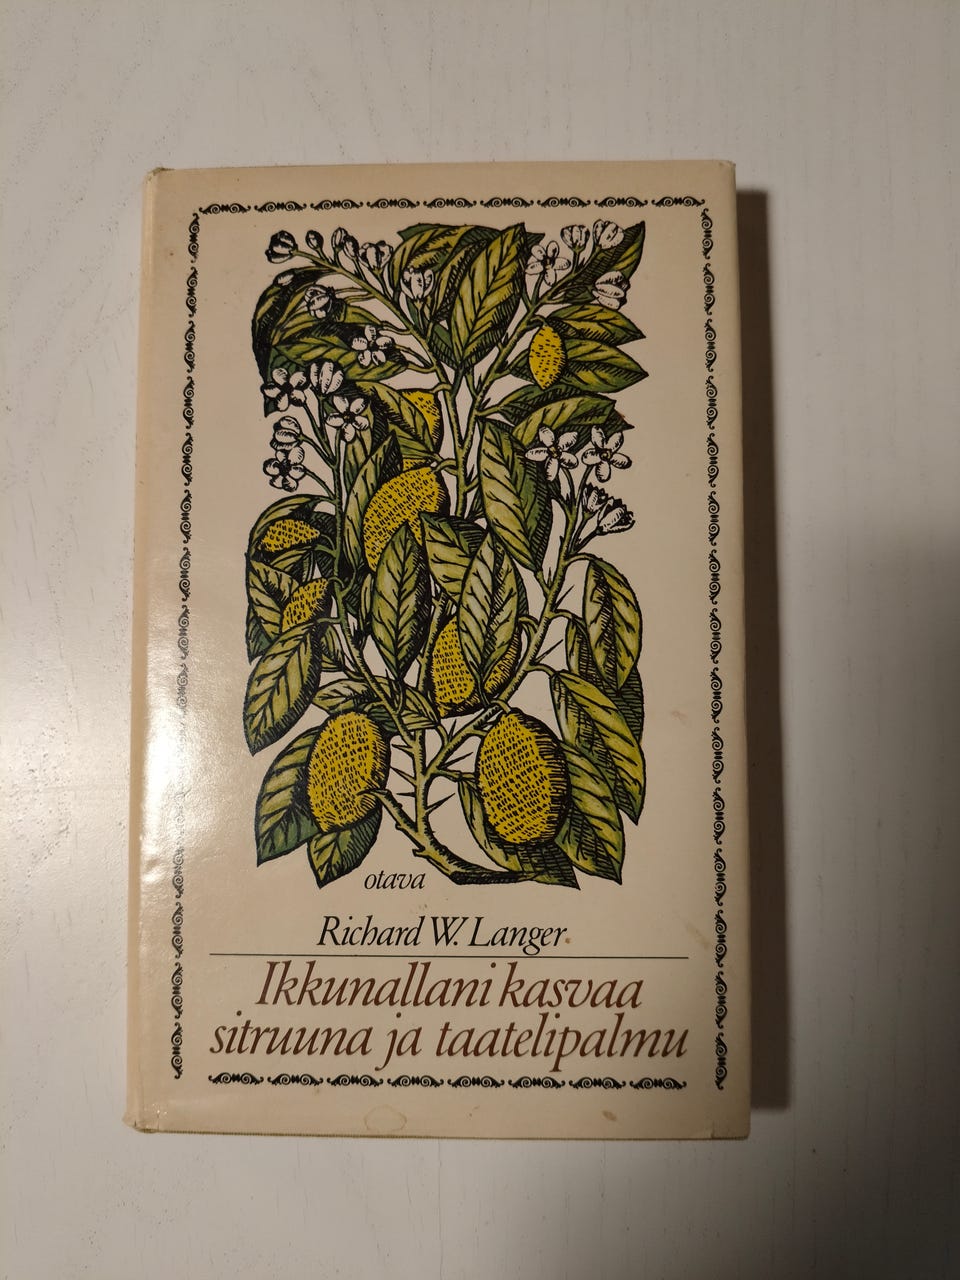 otava
Richard W. Langer
Ikkunallani kasvaa
sitruuna ja taatelipalmu